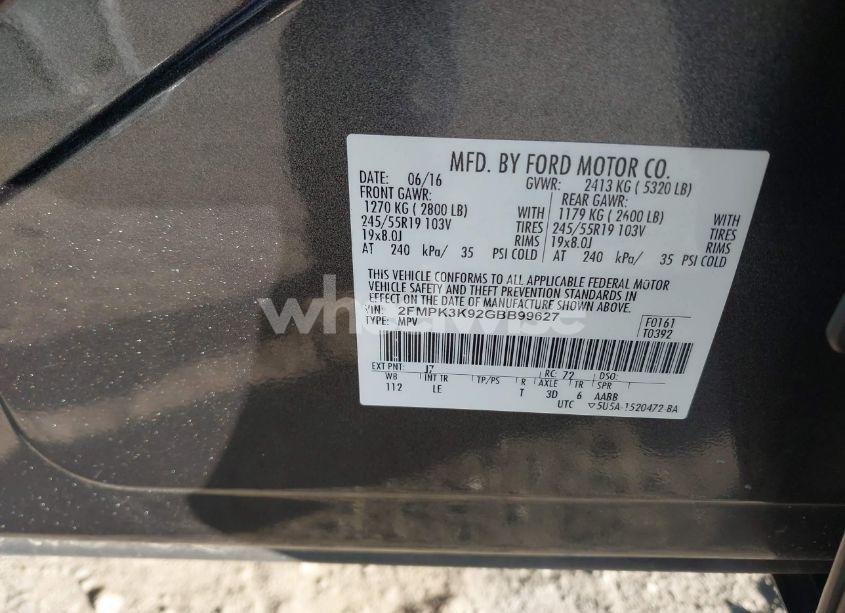 MFD. BY FORD MOTOR CO.
DATE: 06/16 GVWR: 2413 KG ( 5320 LB)
FRONT GAWR: REAR GAWR:
1270 KG ( 2800 LB) WITH 1179 KG ( 2600 LB) WITH
245/55R19 103V TIRES 245/55R19 103V TIRES
19x8.0J RIMS 19x8.0J RIMS
AT 240 kPa/ 35 PSI COLD AT 240 kPa/ 35 PSI COLD
THIS VEHICLE CONFORMS TO ALL APPLICABLE FEDERAL MOTOR
VEHICLE SAFETY AND THEFT PREVENTION STANDARDS IN
EFFECT ON THE DATE OF MANUFACTURE SHOWN ABOVE.
VIN: 2FMPK3K92GBB99627 F0161
TYPE: MPV T0392
EXT PNT: J7 RC: 72 DSO:
WB INT TR TP/PS R AXLE TR SPR
112 LE T 3D 6 AABB
UTC ▽5U5A-1520472-BA